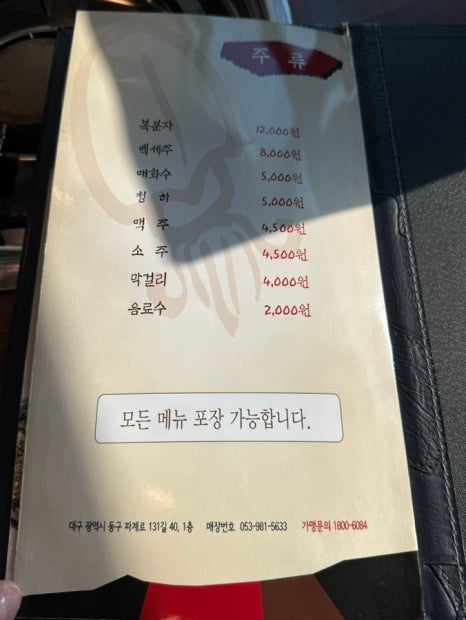 주 류
복분자 12,000원
백세주 8,000원
매화수 5,000원
청 하 5,000원
맥 주 4,500원
소 주 4,500원
막걸리 4,000원
음료수 2,000원
모든 메뉴 포장 가능합니다.
대구 광역시 동구 파계로 131길 40, 1층 매장번호 053-981-5633 가맹문의 1800-6084